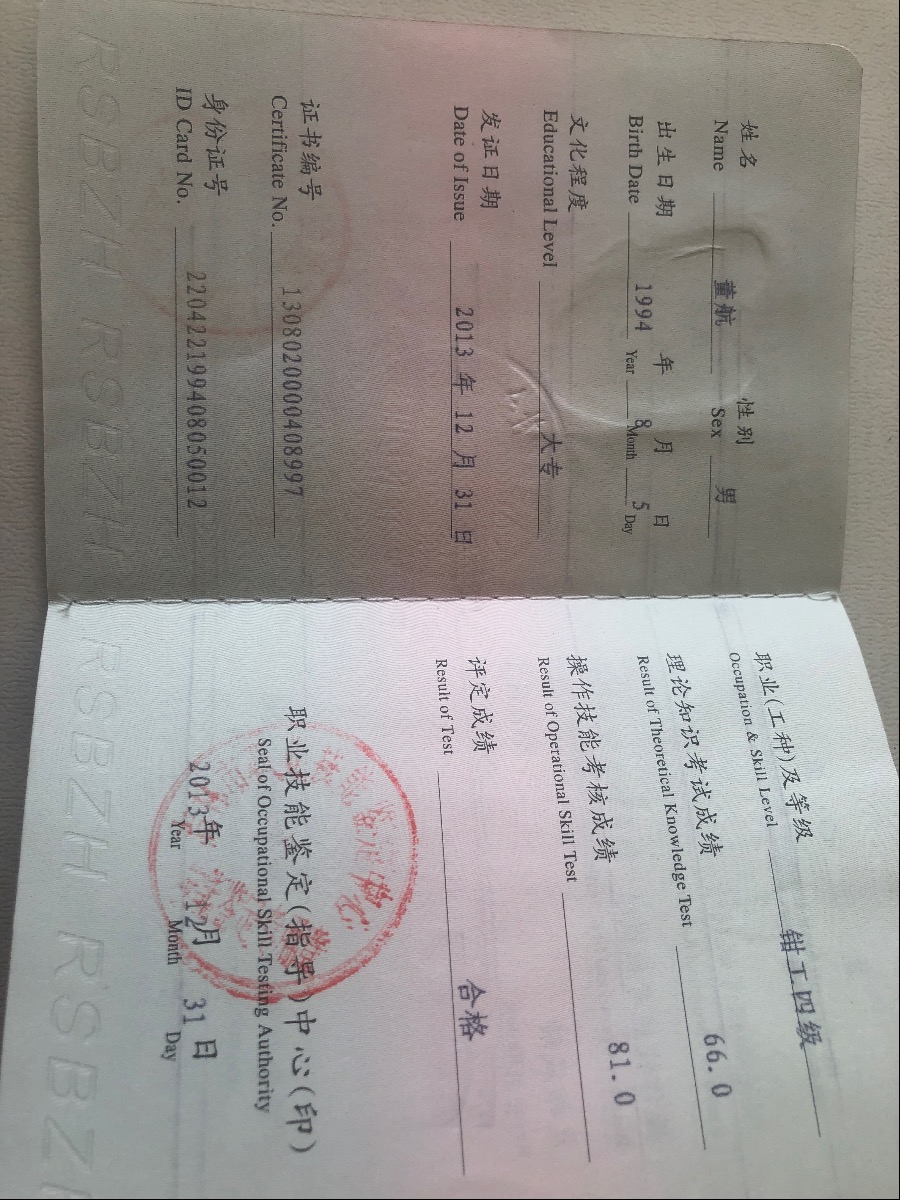 姓名 董航 性别 男
Name Sex
出生日期 1994 年 8 月 5 日
Birth Date Year Month Day
文化程度 大专
Educational Level
发证日期 2013 年 12 月 31 日
Date of Issue
证书编号 1308020000408997
Certificate No.
身份证号 220422199408050012
ID Card No.
RSBZH RSBZH
职业(工种)及等级 钳工四级
Occupation & Skill Level
理论知识考试成绩 66.0
Result of Theoretical Knowledge Test
操作技能考核成绩 81.0
Result of Operational Skill Test
评定成绩 合格
Result of Test
职业技能鉴定(指导)中心(印)
Seal of Occupational Skill Testing Authority
2013年 12月 31日
Year Month Day
RSBZH RSBZH